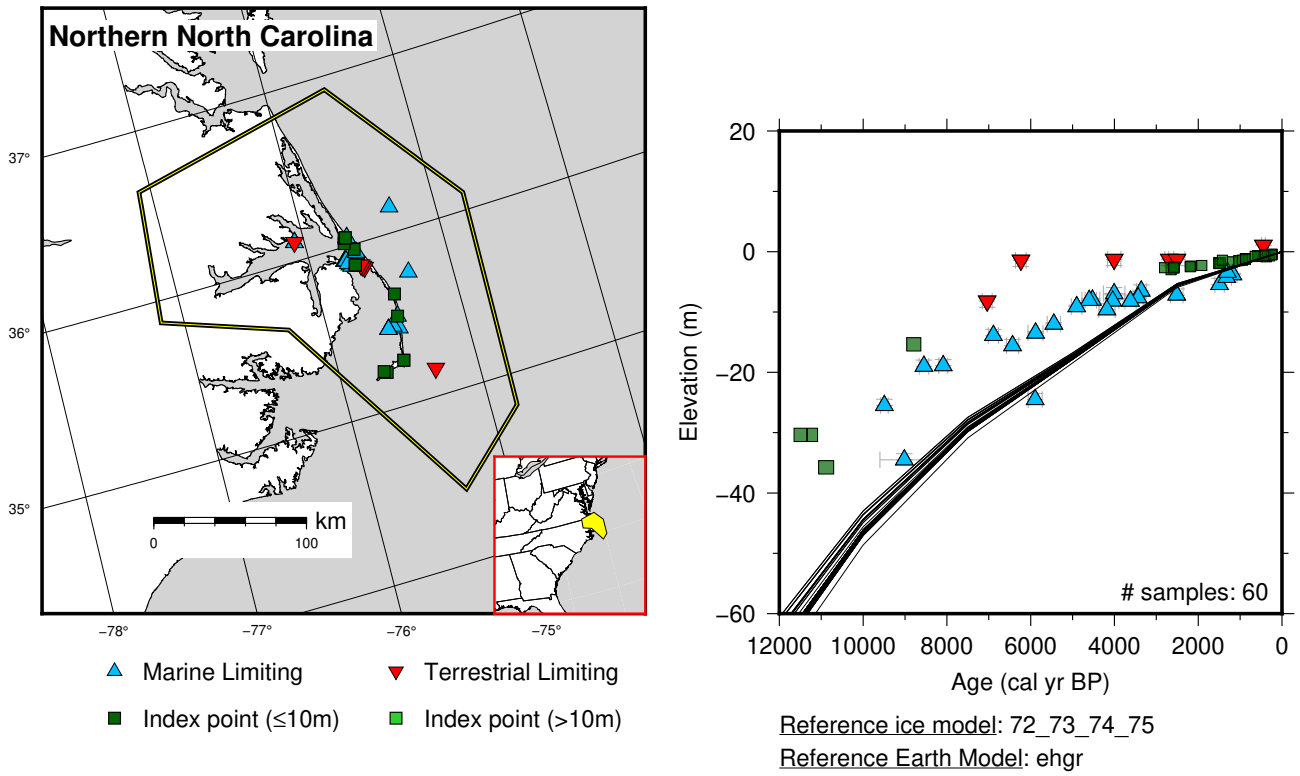 Northern North Carolina
37°
36°
35°
−78°
−77°
−76°
−75°
km
0
100
Marine Limiting
Terrestrial Limiting
Index point (≤10m)
Index point (>10m)
20
0
−20
−40
−60
Elevation (m)
# samples: 60
12000
10000
8000
6000
4000
2000
0
Age (cal yr BP)
Reference ice model: 72_73_74_75
Reference Earth Model: ehgr